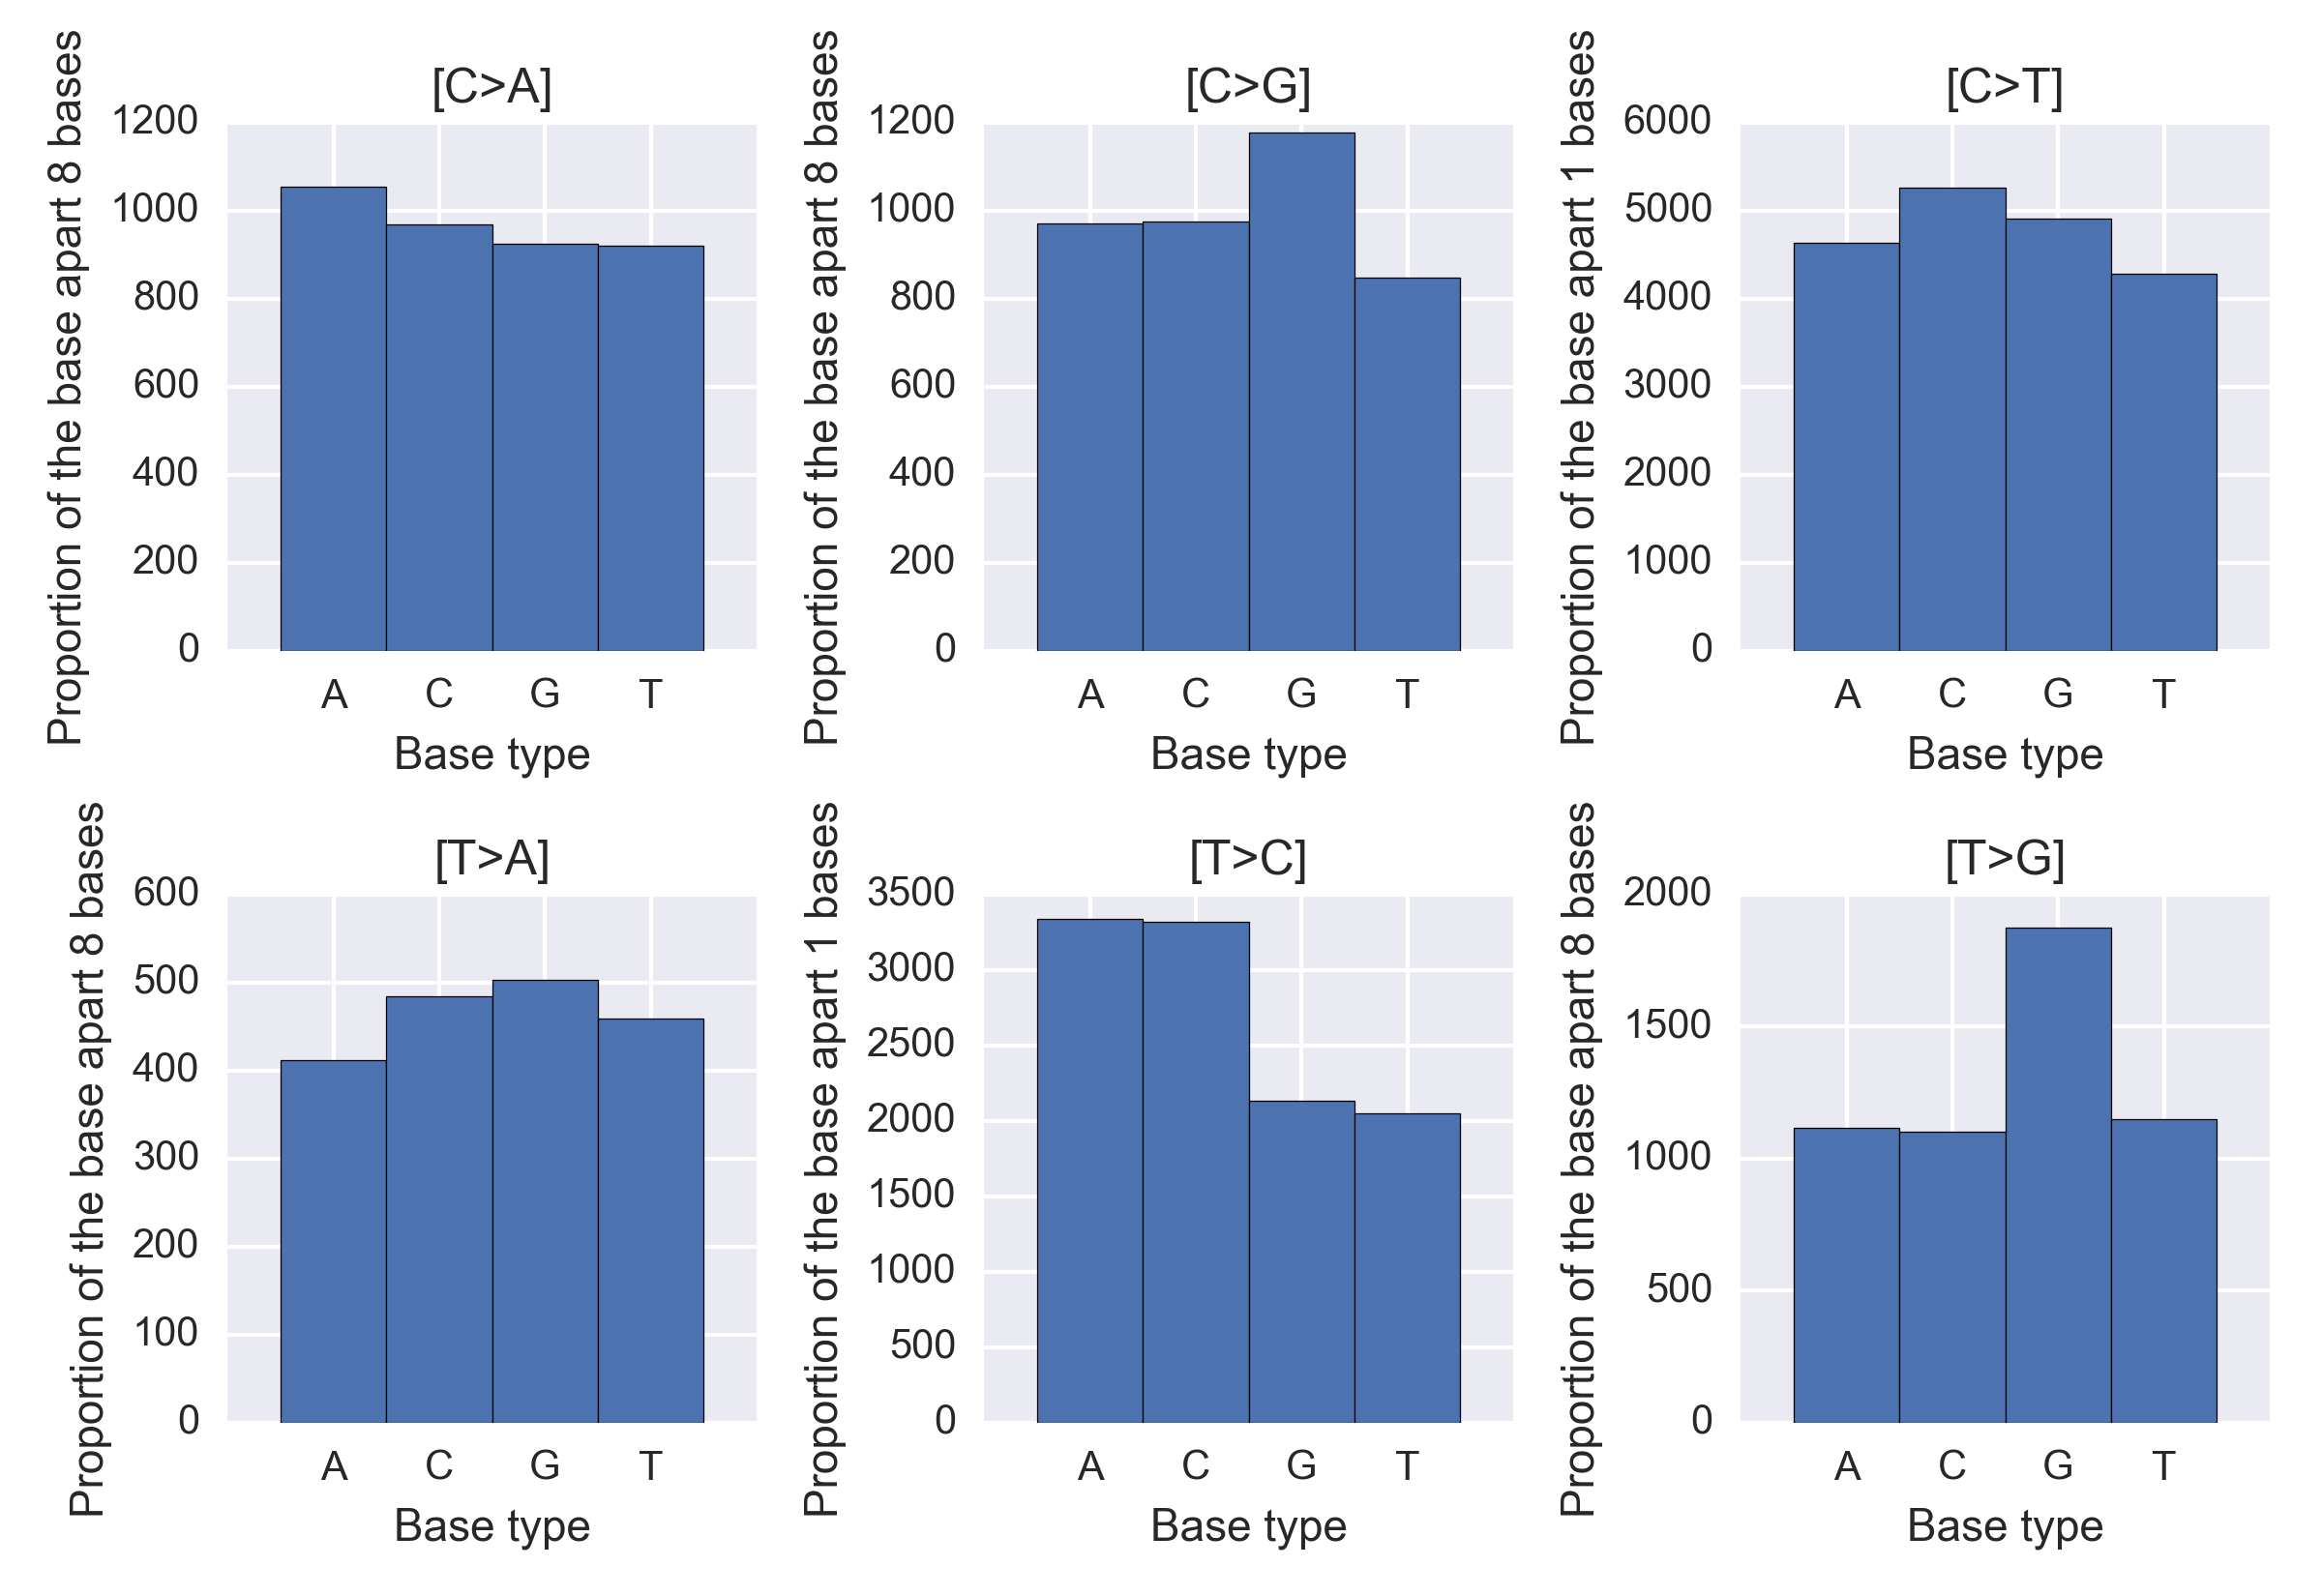 [C>A]
Proportion of the base apart 8 bases
1200
1000
800
600
400
200
0
A C G T
Base type
[C>G]
Proportion of the base apart 8 bases
1200
1000
800
600
400
200
0
A C G T
Base type
[C>T]
Proportion of the base apart 1 bases
6000
5000
4000
3000
2000
1000
0
A C G T
Base type
[T>A]
Proportion of the base apart 8 bases
600
500
400
300
200
100
0
A C G T
Base type
[T>C]
Proportion of the base apart 1 bases
3500
3000
2500
2000
1500
1000
500
0
A C G T
Base type
[T>G]
Proportion of the base apart 8 bases
2000
1500
1000
500
0
A C G T
Base type